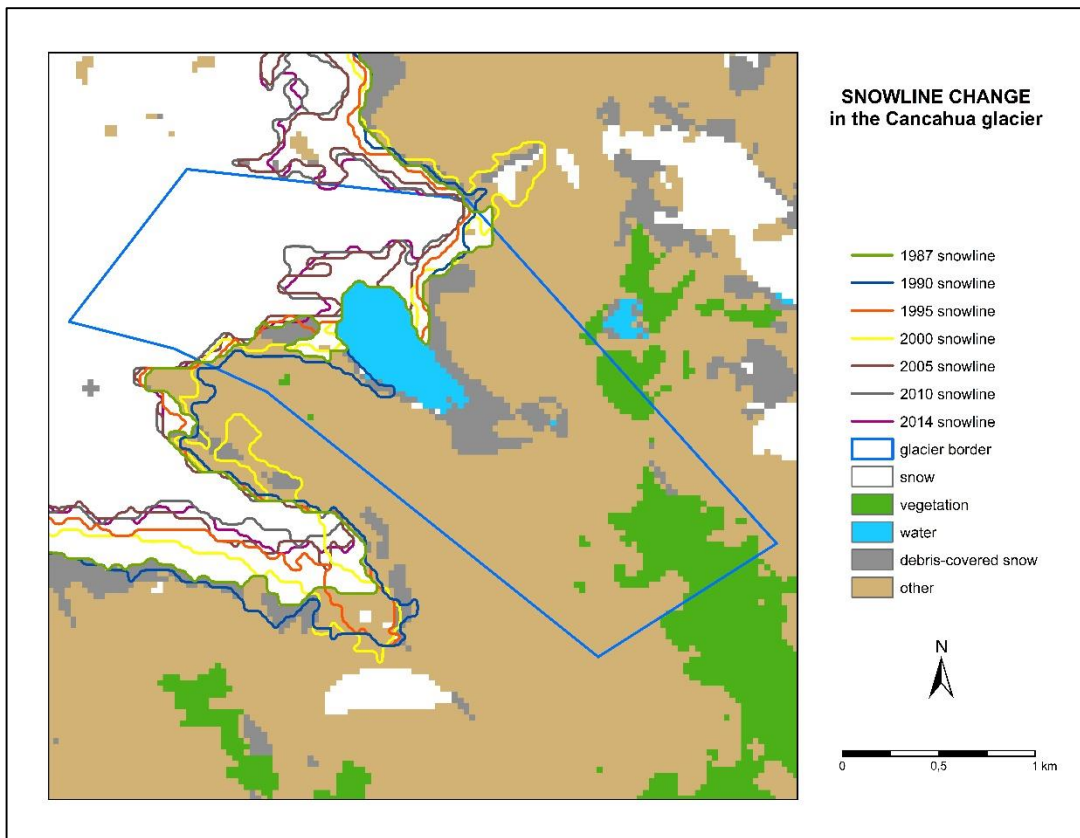 SNOWLINE CHANGE
in the Cancahua glacier
1987 snowline
1990 snowline
1995 snowline
2000 snowline
2005 snowline
2010 snowline
2014 snowline
glacier border
snow
vegetation
water
debris-covered snow
other
N
0 0,5 1 km